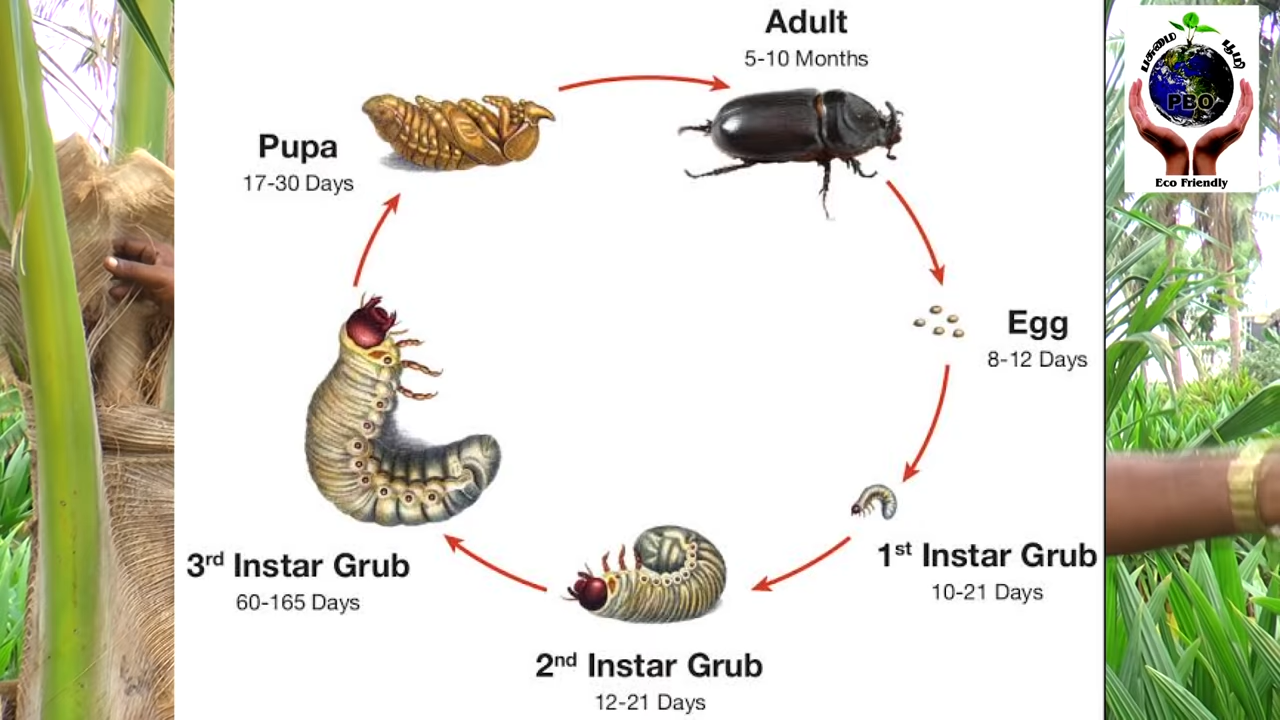 Adult
5-10 Months
Pupa
17-30 Days
Egg
8-12 Days
1st Instar Grub
10-21 Days
2nd Instar Grub
12-21 Days
3rd Instar Grub
60-165 Days
பசுமை பூமி
PBO
Eco Friendly